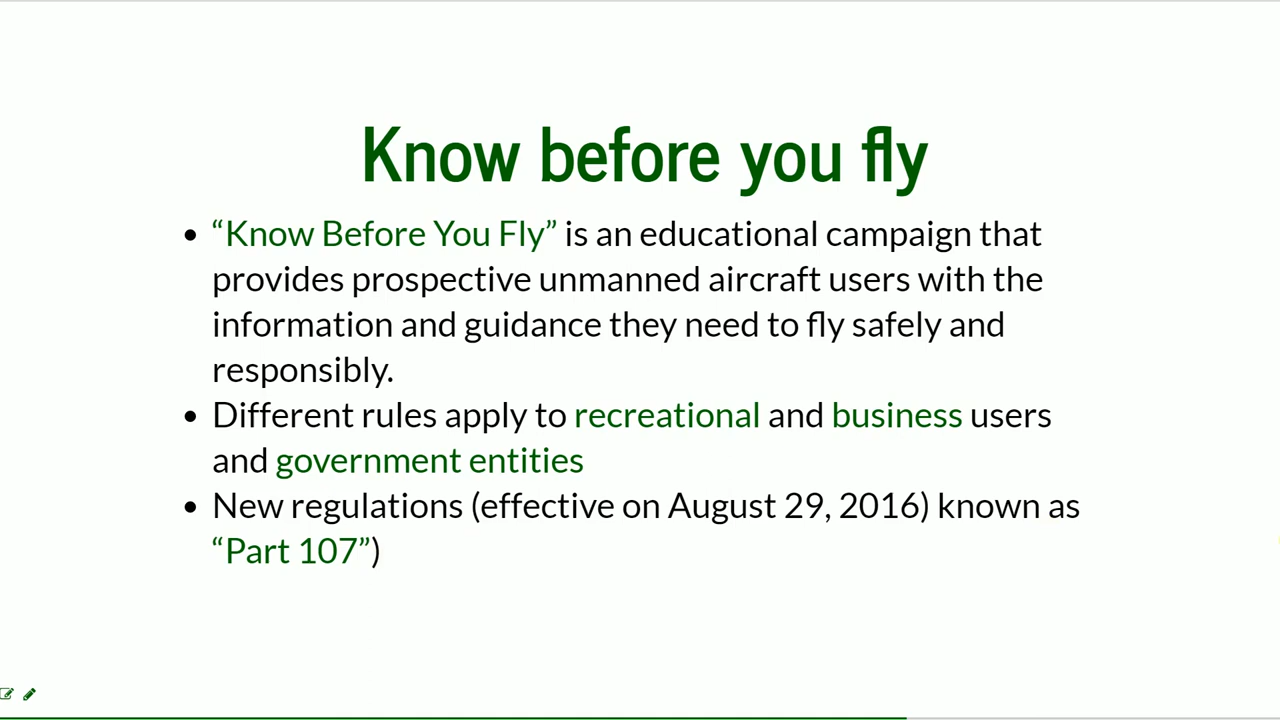 Know before you fly
“Know Before You Fly” is an educational campaign that
provides prospective unmanned aircraft users with the
information and guidance they need to fly safely and
responsibly.
Different rules apply to recreational and business users
and government entities
New regulations (effective on August 29, 2016) known as
“Part 107”)